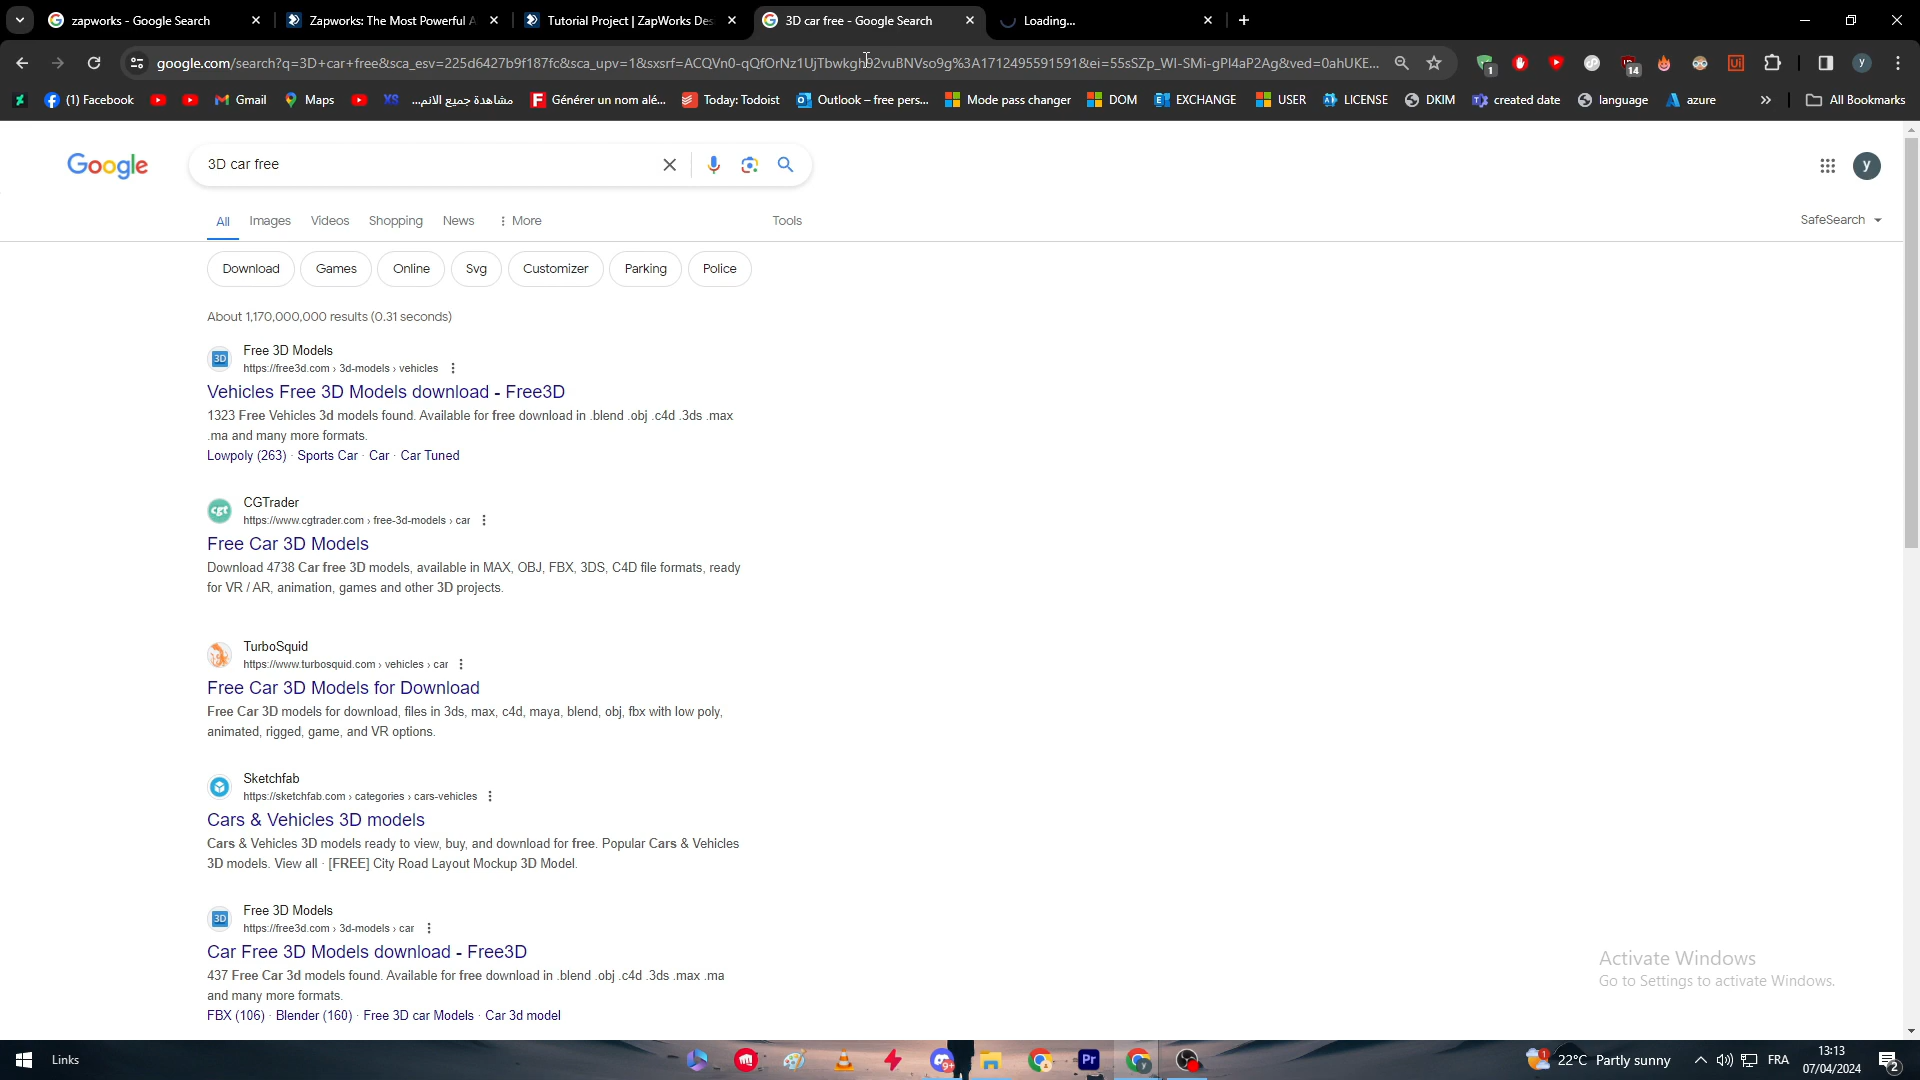 zapworks - Google Search
Zapworks: The Most Powerful A
Tutorial Project | ZapWorks Des
3D car free - Google Search
Loading...
google.com/search?q=3D+car+free&sca_esv=225d6427b9f187fc&sca_upv=1&sxsrf=ACQVn0-qQfOrNz1UjTbwkgh92vuBNVso9g%3A1712495591591&ei=55sSZp_WI-SMi-gPl4aP2Ag&ved=0ahUKE...
1
14
y
(1) Facebook
Gmail
Maps
XS
مشاهدة جميع الانم...
Générer un nom alé...
Today: Todoist
Outlook – free pers...
Mode pass changer
DOM
EXCHANGE
USER
LICENSE
DKIM
created date
language
azure
»
All Bookmarks
Google
3D car free
y
All
Images
Videos
Shopping
News
More
Tools
SafeSearch
Download
Games
Online
Svg
Customizer
Parking
Police
About 1,170,000,000 results (0.31 seconds)
3D
Free 3D Models
https://free3d.com › 3d-models › vehicles
Vehicles Free 3D Models download - Free3D
1323 Free Vehicles 3d models found. Available for free download in .blend .obj .c4d .3ds .max
.ma and many more formats.
Lowpoly (263) · Sports Car · Car · Car Tuned
cgt
CGTrader
https://www.cgtrader.com › free-3d-models › car
Free Car 3D Models
Download 4738 Car free 3D models, available in MAX, OBJ, FBX, 3DS, C4D file formats, ready
for VR / AR, animation, games and other 3D projects.
TurboSquid
https://www.turbosquid.com › vehicles › car
Free Car 3D Models for Download
Free Car 3D models for download, files in 3ds, max, c4d, maya, blend, obj, fbx with low poly,
animated, rigged, game, and VR options.
Sketchfab
https://sketchfab.com › categories › cars-vehicles
Cars & Vehicles 3D models
Cars & Vehicles 3D models ready to view, buy, and download for free. Popular Cars & Vehicles
3D models. View all · [FREE] City Road Layout Mockup 3D Model.
3D
Free 3D Models
https://free3d.com › 3d-models › car
Car Free 3D Models download - Free3D
437 Free Car 3d models found. Available for free download in .blend .obj .c4d .3ds .max .ma
and many more formats.
FBX (106) · Blender (160) · Free 3D car Models · Car 3d model
Activate Windows
Go to Settings to activate Windows.
Links
9+
Pr
y
1
22°C Partly sunny
FRA
13:13
07/04/2024
2